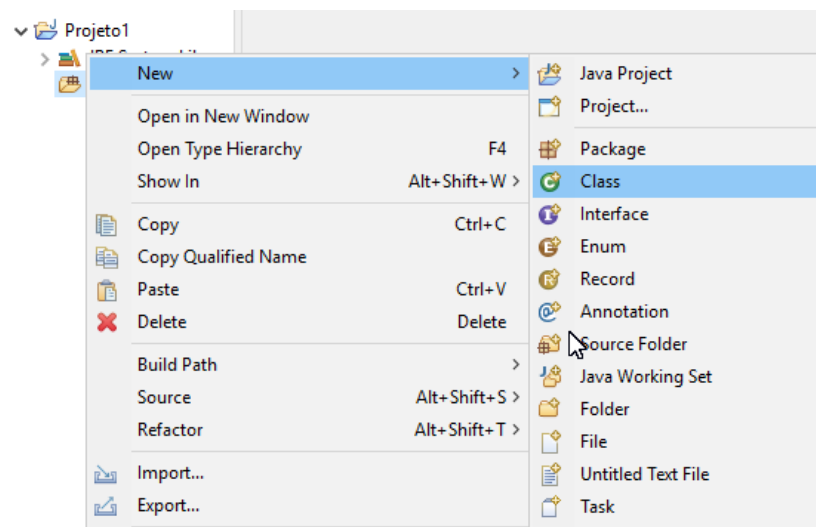 Projeto1
New
Open in New Window
Open Type Hierarchy F4
Show In Alt+Shift+W >
Copy Ctrl+C
Copy Qualified Name
Paste Ctrl+V
Delete Delete
Build Path >
Source Alt+Shift+S >
Refactor Alt+Shift+T >
Import...
Export...
Java Project
Project...
Package
Class
Interface
Enum
Record
Annotation
Source Folder
Java Working Set
Folder
File
Untitled Text File
Task